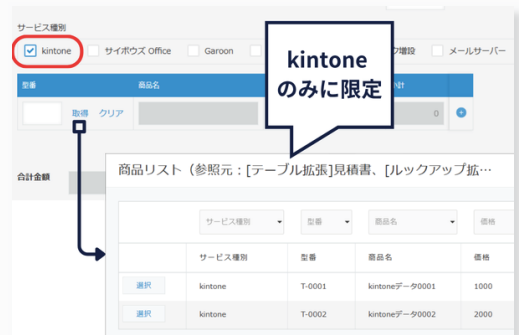 サービス種別
kintone サイボウズ Office Garoon ク増設 メールサーバー
kintone
のみに限定
型番 商品名 小計
取得 クリア 0
合計金額
商品リスト（参照元：[テーブル拡張]見積書、[ルックアップ拡…
サービス種別 型番 商品名 価格
サービス種別 型番 商品名 価格
選択 kintone T-0001 kintoneデータ0001 1000
選択 kintone T-0002 kintoneデータ0002 2000